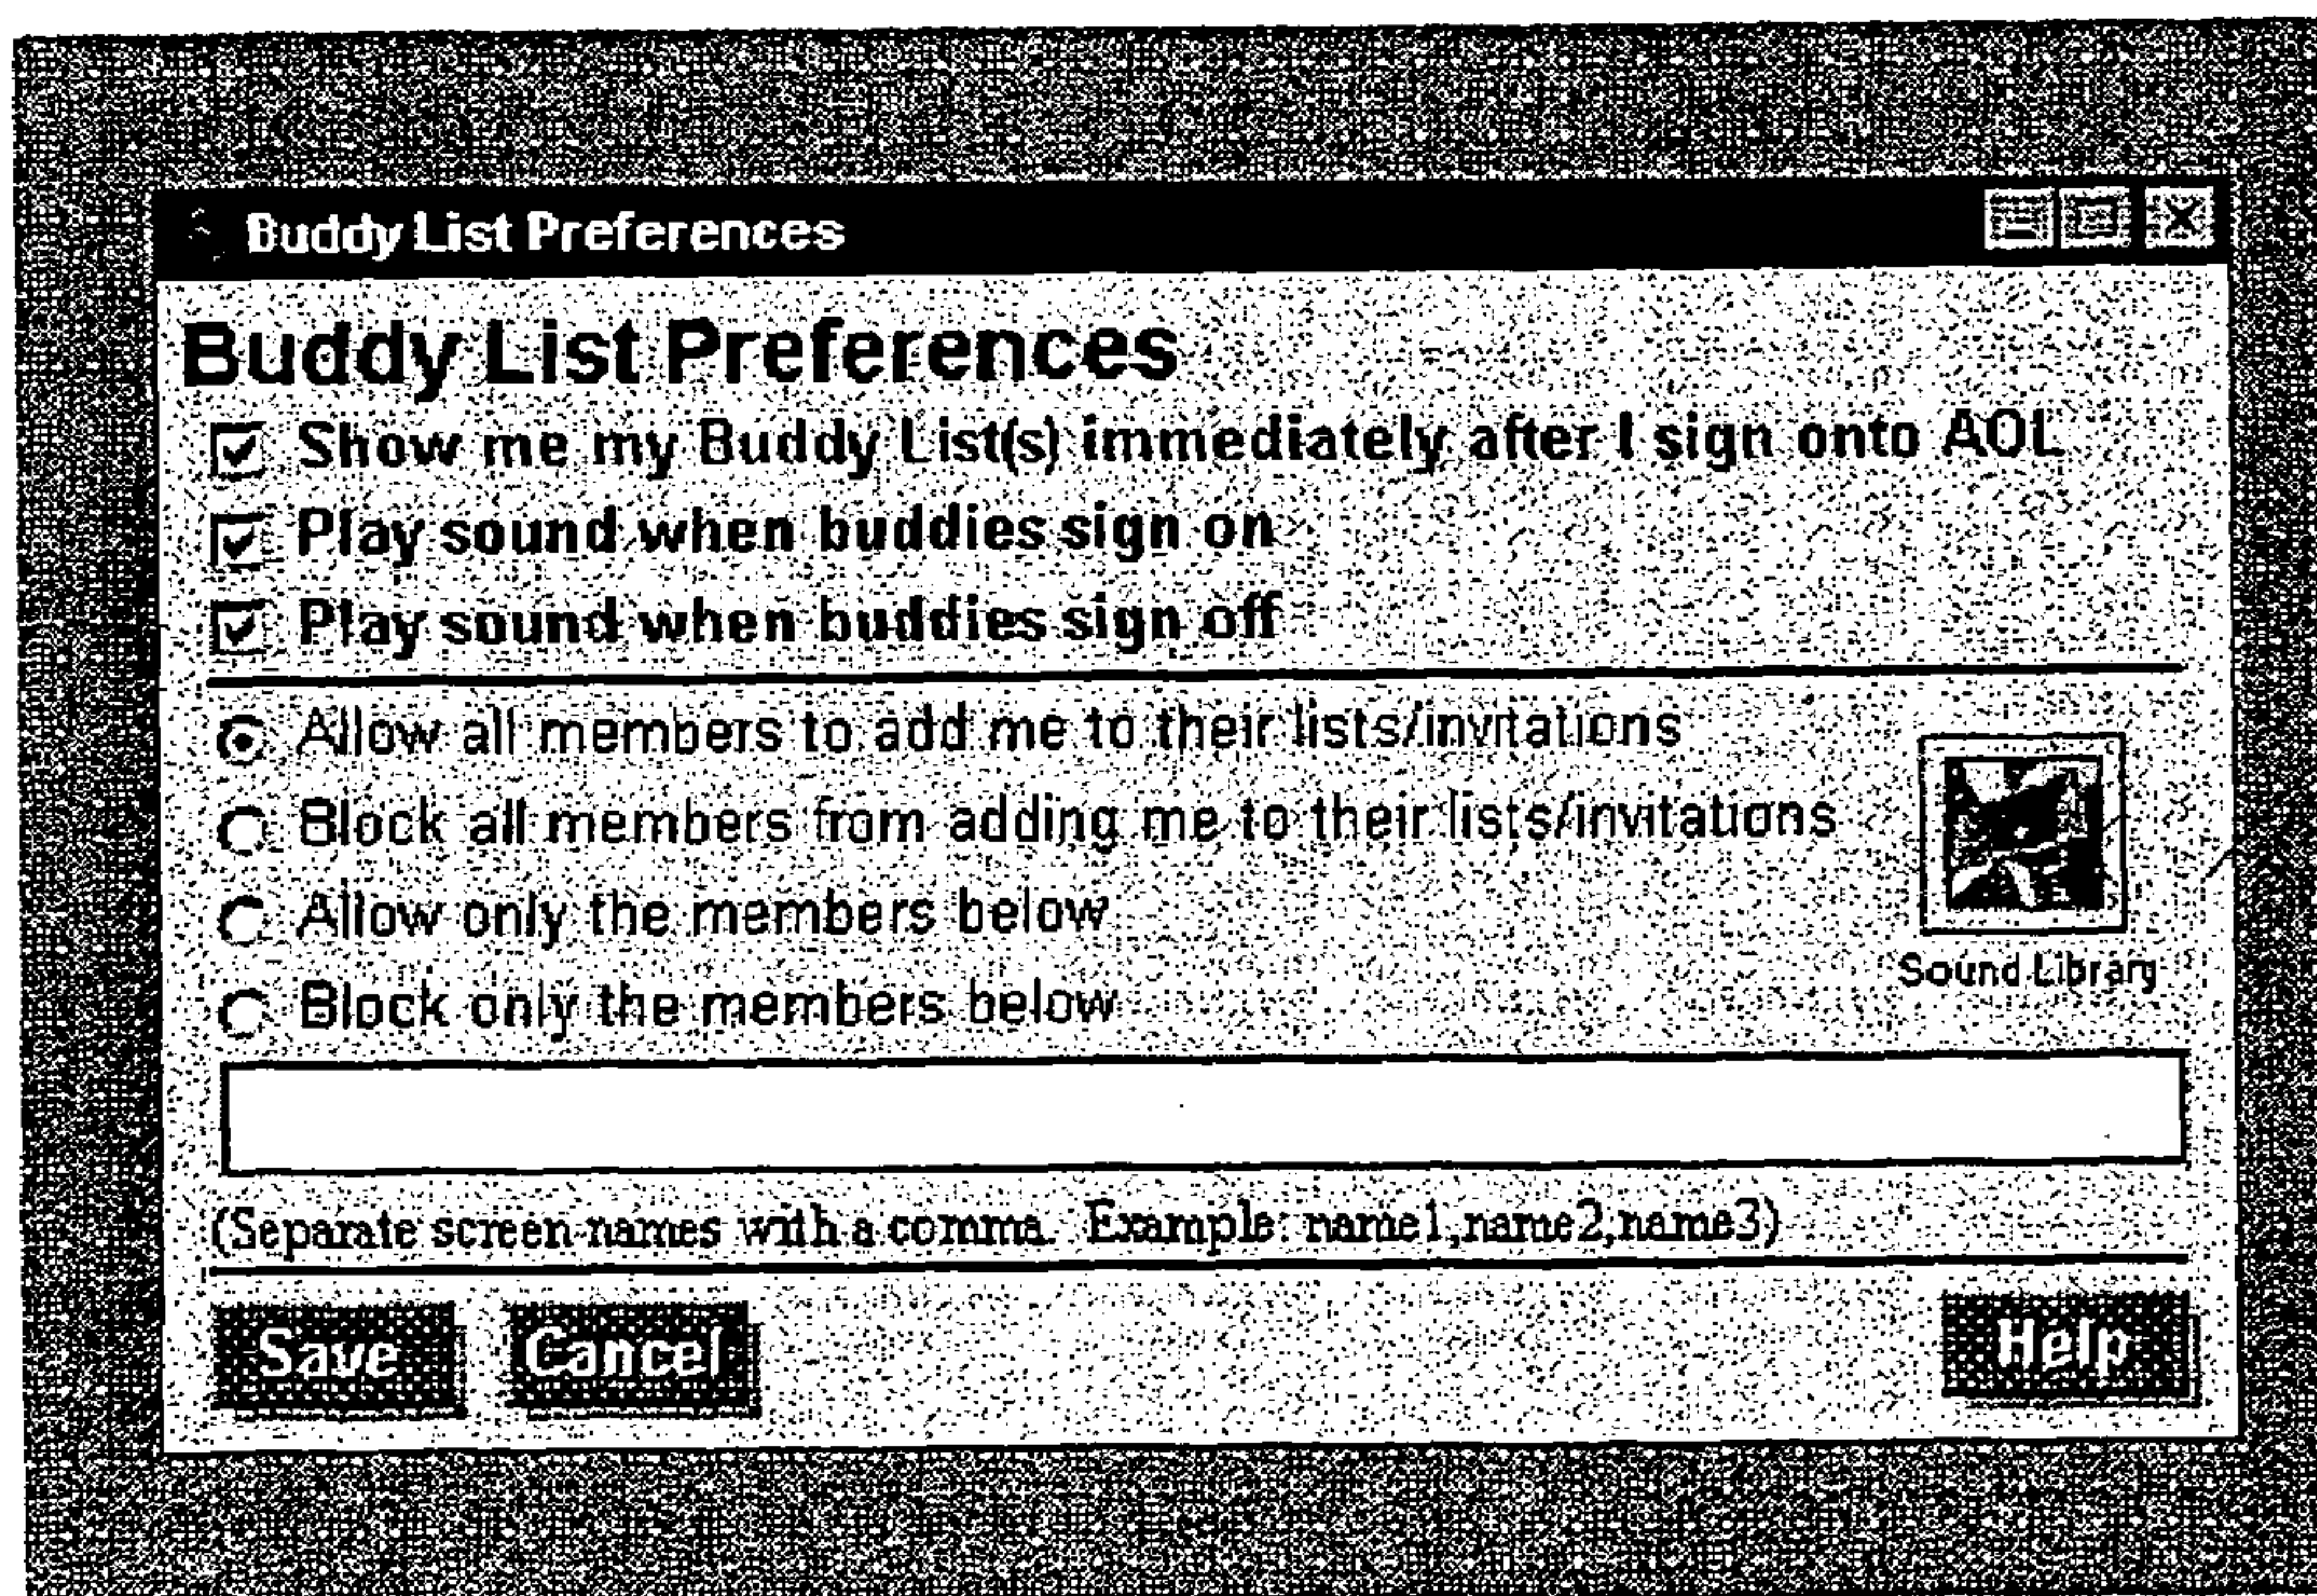 Buddy List Preferences
Buddy List Preferences
Show me my Buddy List(s) immediately after I sign onto AOL
Play sound when buddies sign on
Play sound when buddies sign off
Allow all members to add me to their lists/invitations
Block all members from adding me to their lists/invitations
Allow only the members below
Block only the members below
Sound Library
(Separate screen names with a comma. Example: name1,name2,name3)
Save Cancel Help